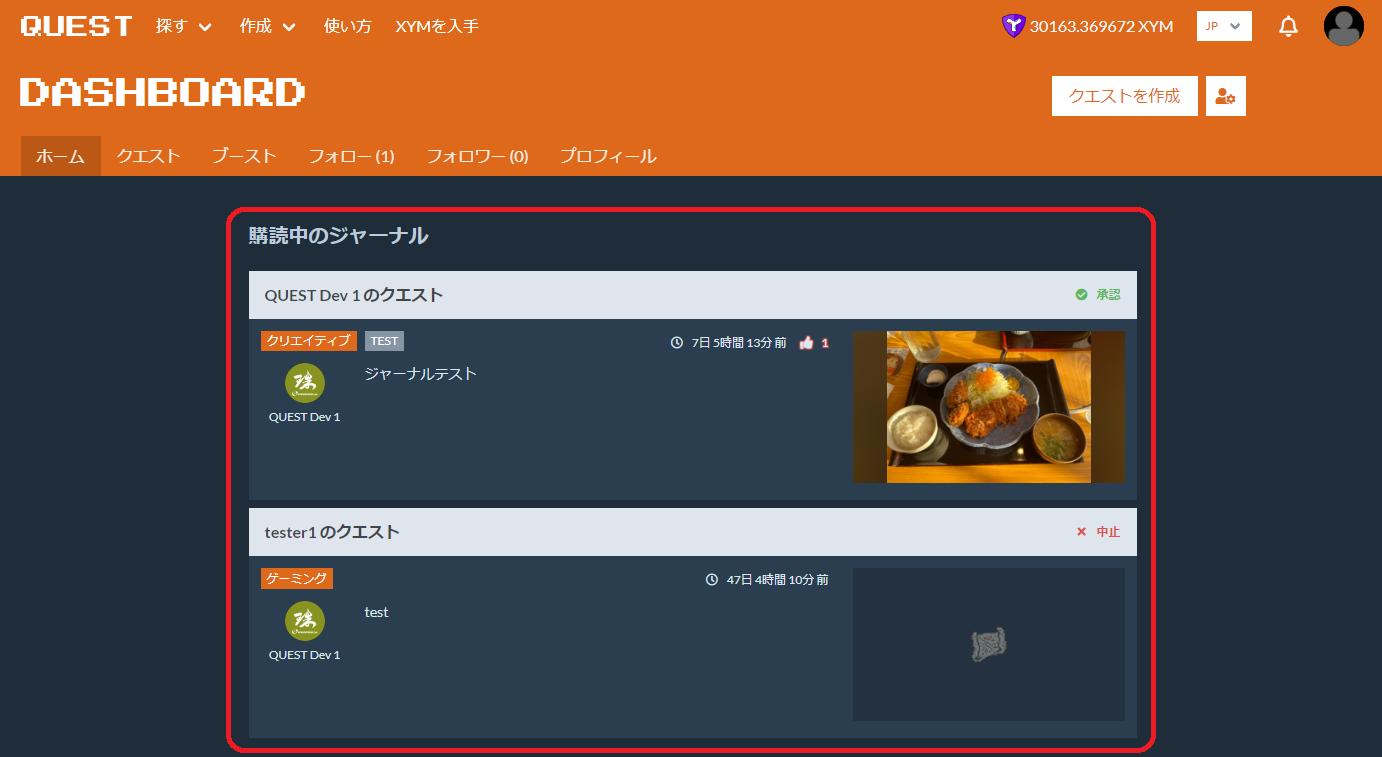 QUEST 探す 作成 使い方 XYMを入手 30163.369672 XYM JP
DASHBOARD クエストを作成
ホーム クエスト ブースト フォロー (1) フォロワー (0) プロフィール
購読中のジャーナル
QUEST Dev 1 のクエスト 承認
クリエイティブ TEST 7日 5時間 13分 前 1
ジャーナルテスト
QUEST Dev 1
tester1 のクエスト 中止
ゲーミング 47日 4時間 10分 前
test
QUEST Dev 1